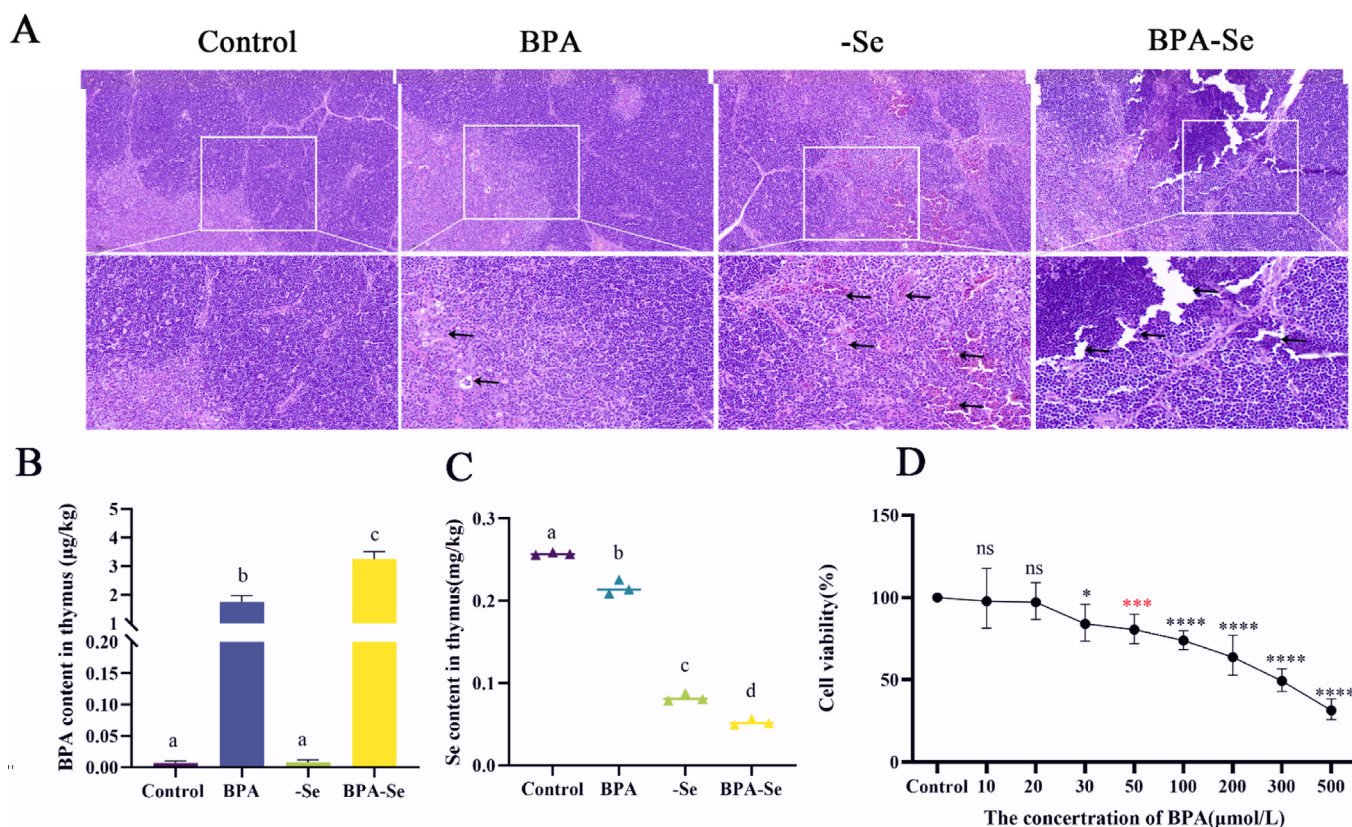 A
Control BPA -Se BPA-Se
B
BPA content in thymus (µg/kg)
5
4
3
2
1
0.20
0.15
0.10
0.05
0.00
a
b
a
c
Control BPA -Se BPA-Se
C
Se content in thymus(mg/kg)
0.3
0.2
0.1
0.0
a
b
c
d
Control BPA -Se BPA-Se
D
Cell viability(%)
150
100
50
0
ns
ns
*
***
****
****
****
****
Control 10 20 30 50 100 200 300 500
The concertration of BPA(µmol/L)